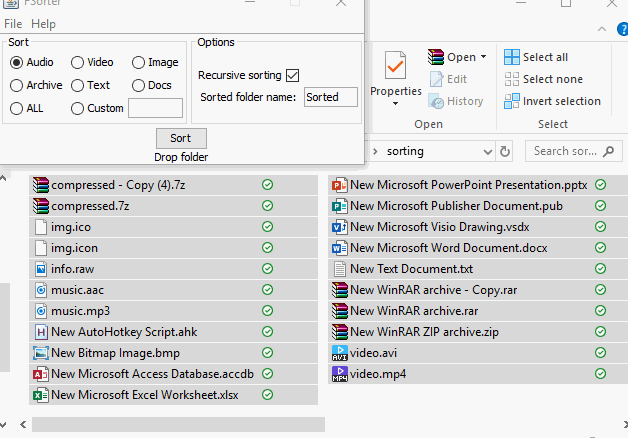 FSorter
File Help
Sort
Audio Video Image
Archive Text Docs
ALL Custom
Options
Recursive sorting
Sorted folder name: Sorted
Sort
Drop folder
Properties
Open
Edit
History
Open
Select all
Select none
Invert selection
Select
sorting
Search sor...
compressed - Copy (4).7z
compressed.7z
img.ico
img.icon
info.raw
music.aac
music.mp3
New AutoHotkey Script.ahk
New Bitmap Image.bmp
New Microsoft Access Database.accdb
New Microsoft Excel Worksheet.xlsx
New Microsoft PowerPoint Presentation.pptx
New Microsoft Publisher Document.pub
New Microsoft Visio Drawing.vsdx
New Microsoft Word Document.docx
New Text Document.txt
New WinRAR archive - Copy.rar
New WinRAR archive.rar
New WinRAR ZIP archive.zip
AVI video.avi
MP4 video.mp4